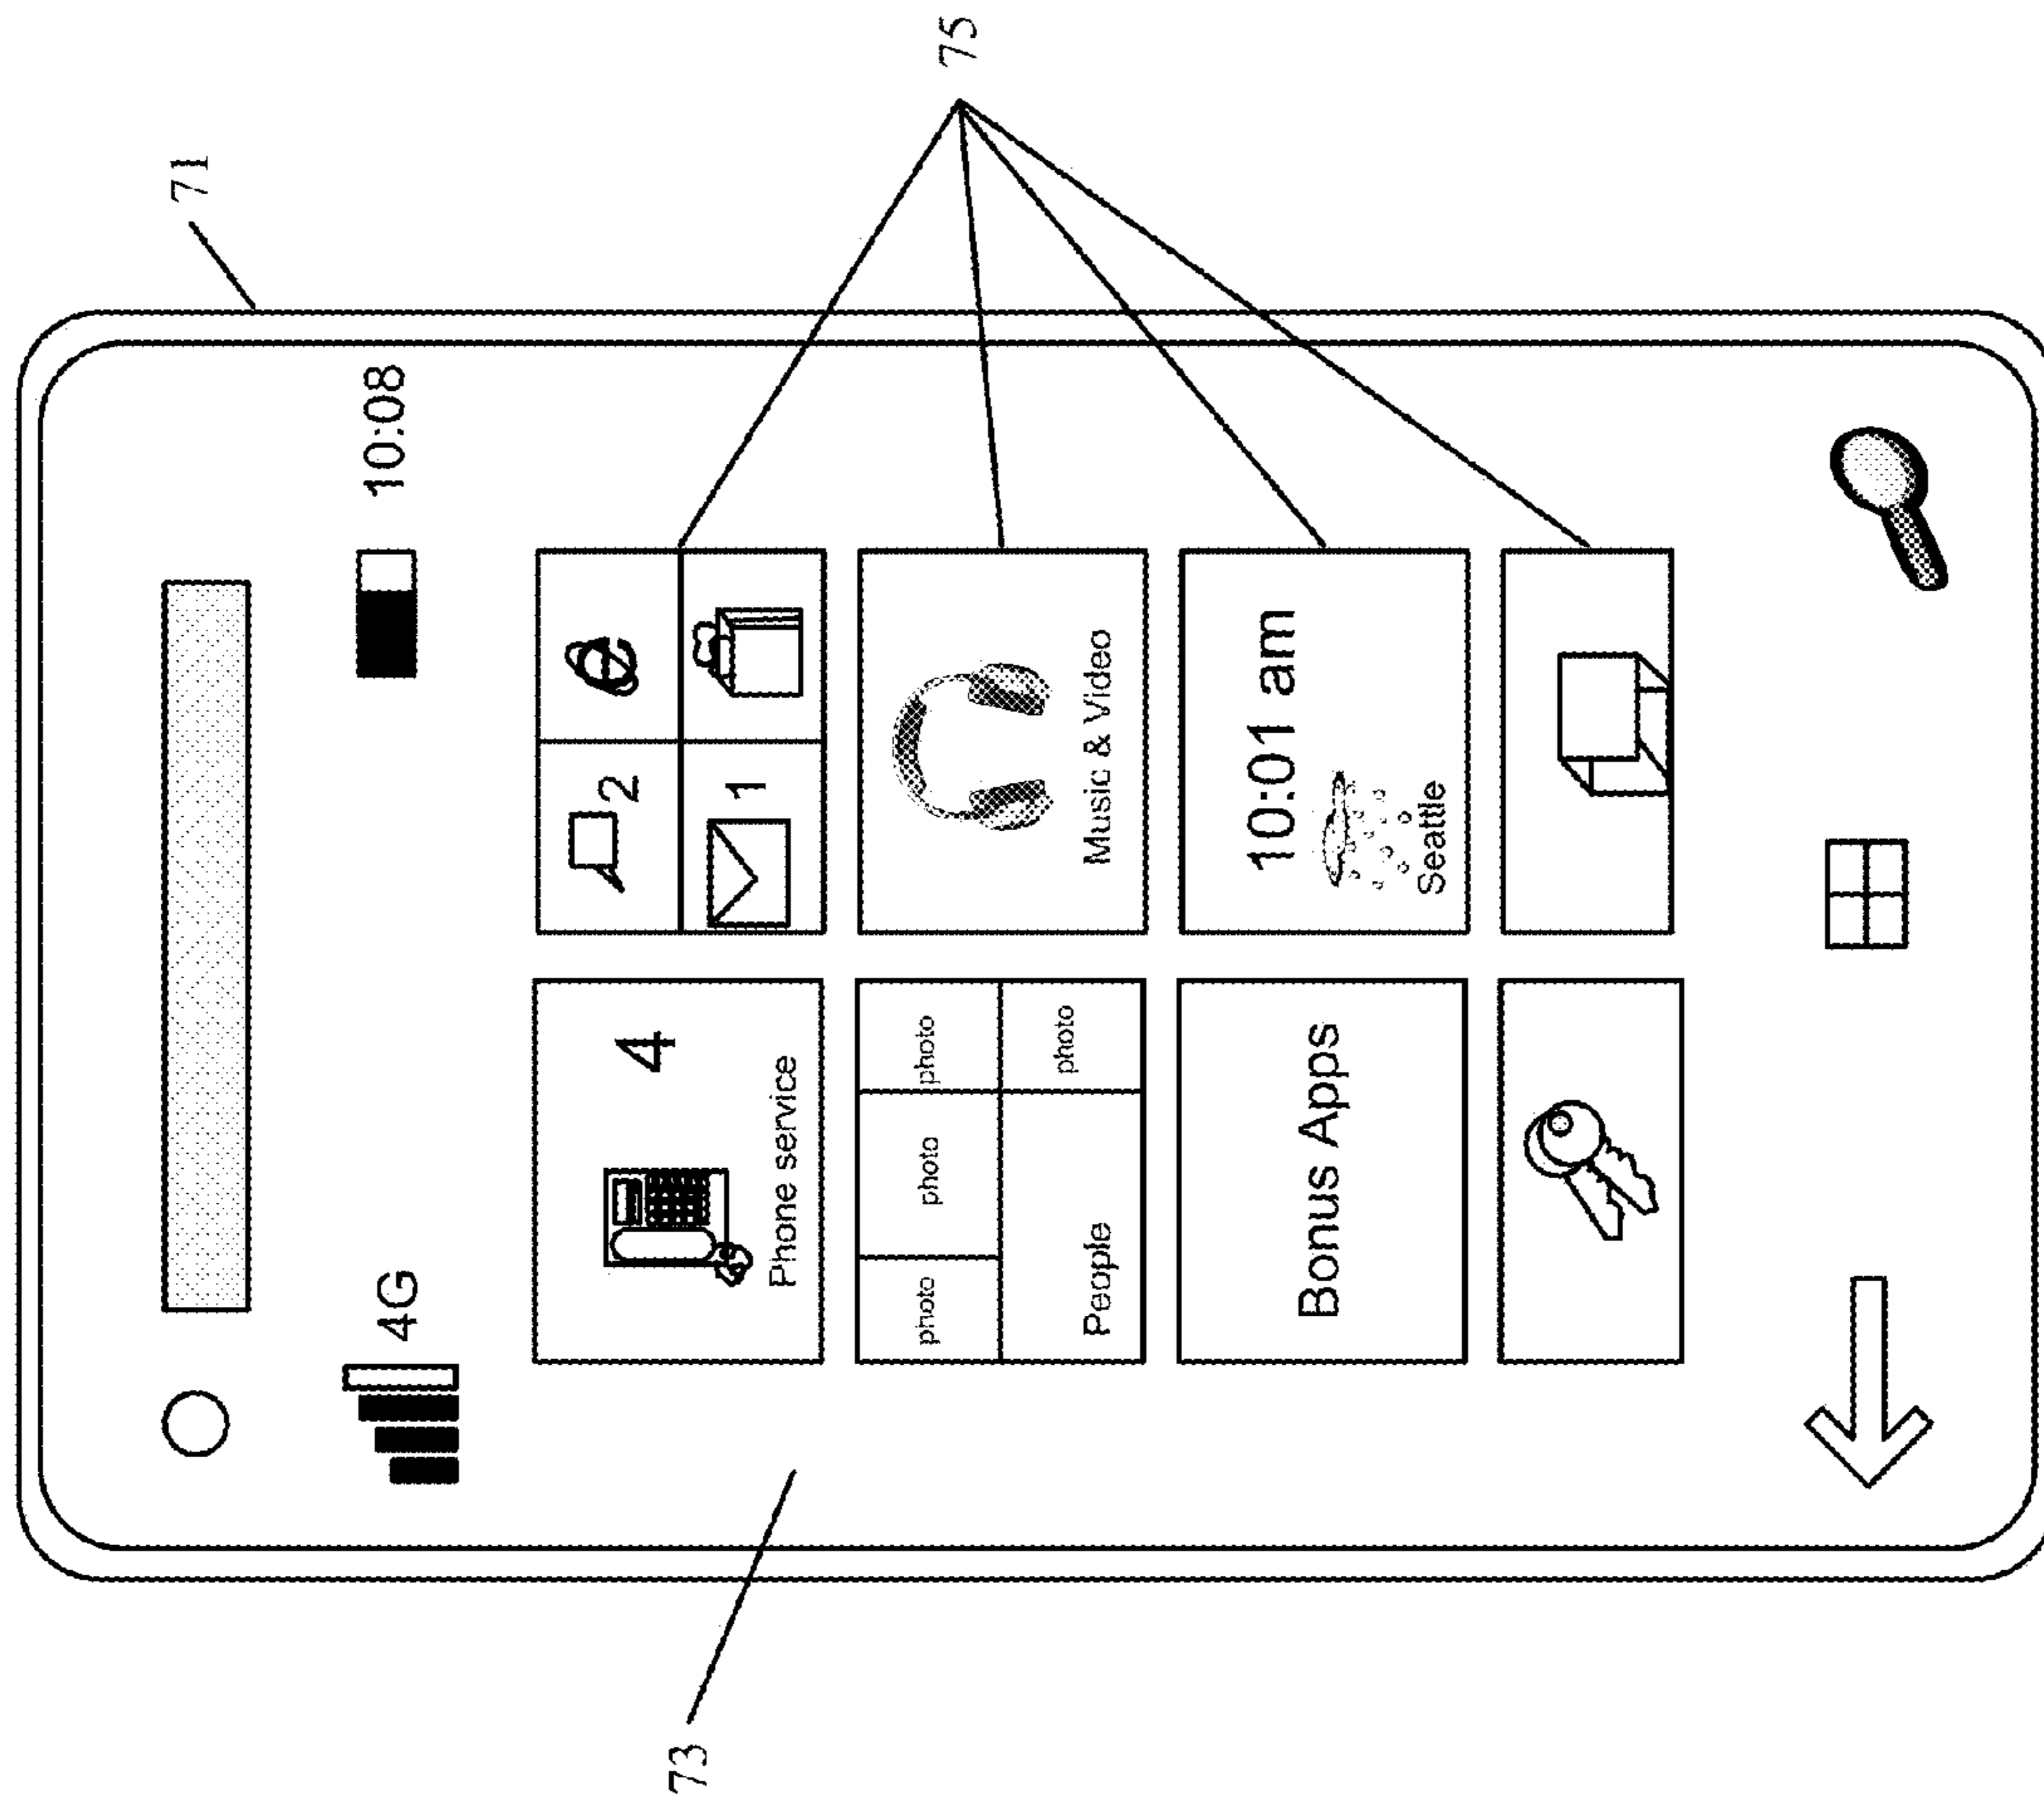 71
75
4G 10:08
4
Phone service
2
e
1
photo photo photo
People photo
Music & Video
Bonus Apps
10:01 am
Seattle
73